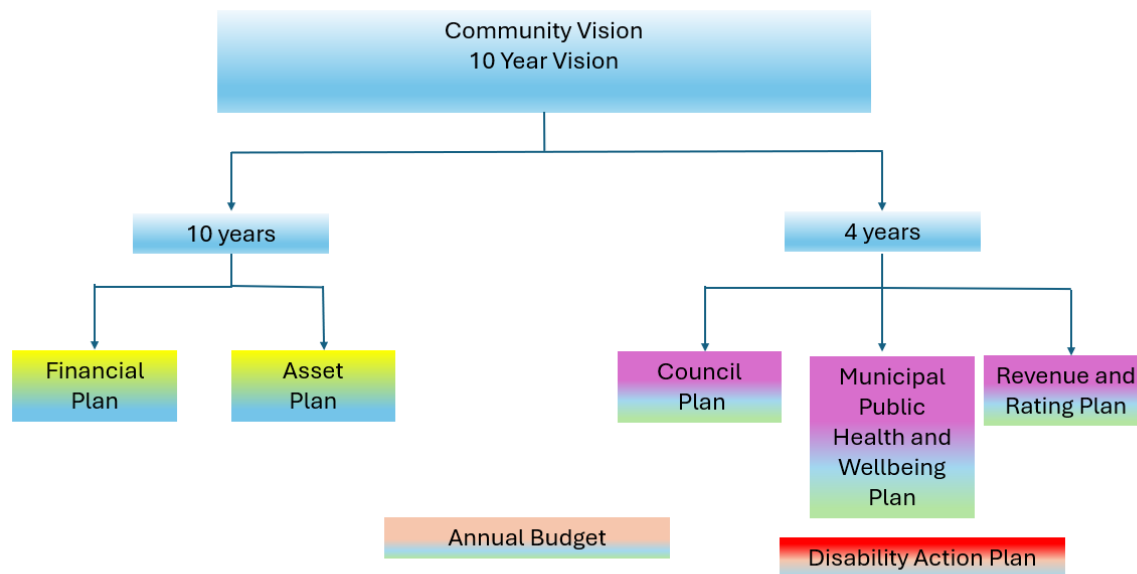 Community Vision
10 Year Vision
10 years
4 years
Financial
Plan
Asset
Plan
Council
Plan
Municipal
Public
Health and
Wellbeing
Plan
Revenue and
Rating Plan
Annual Budget
Disability Action Plan